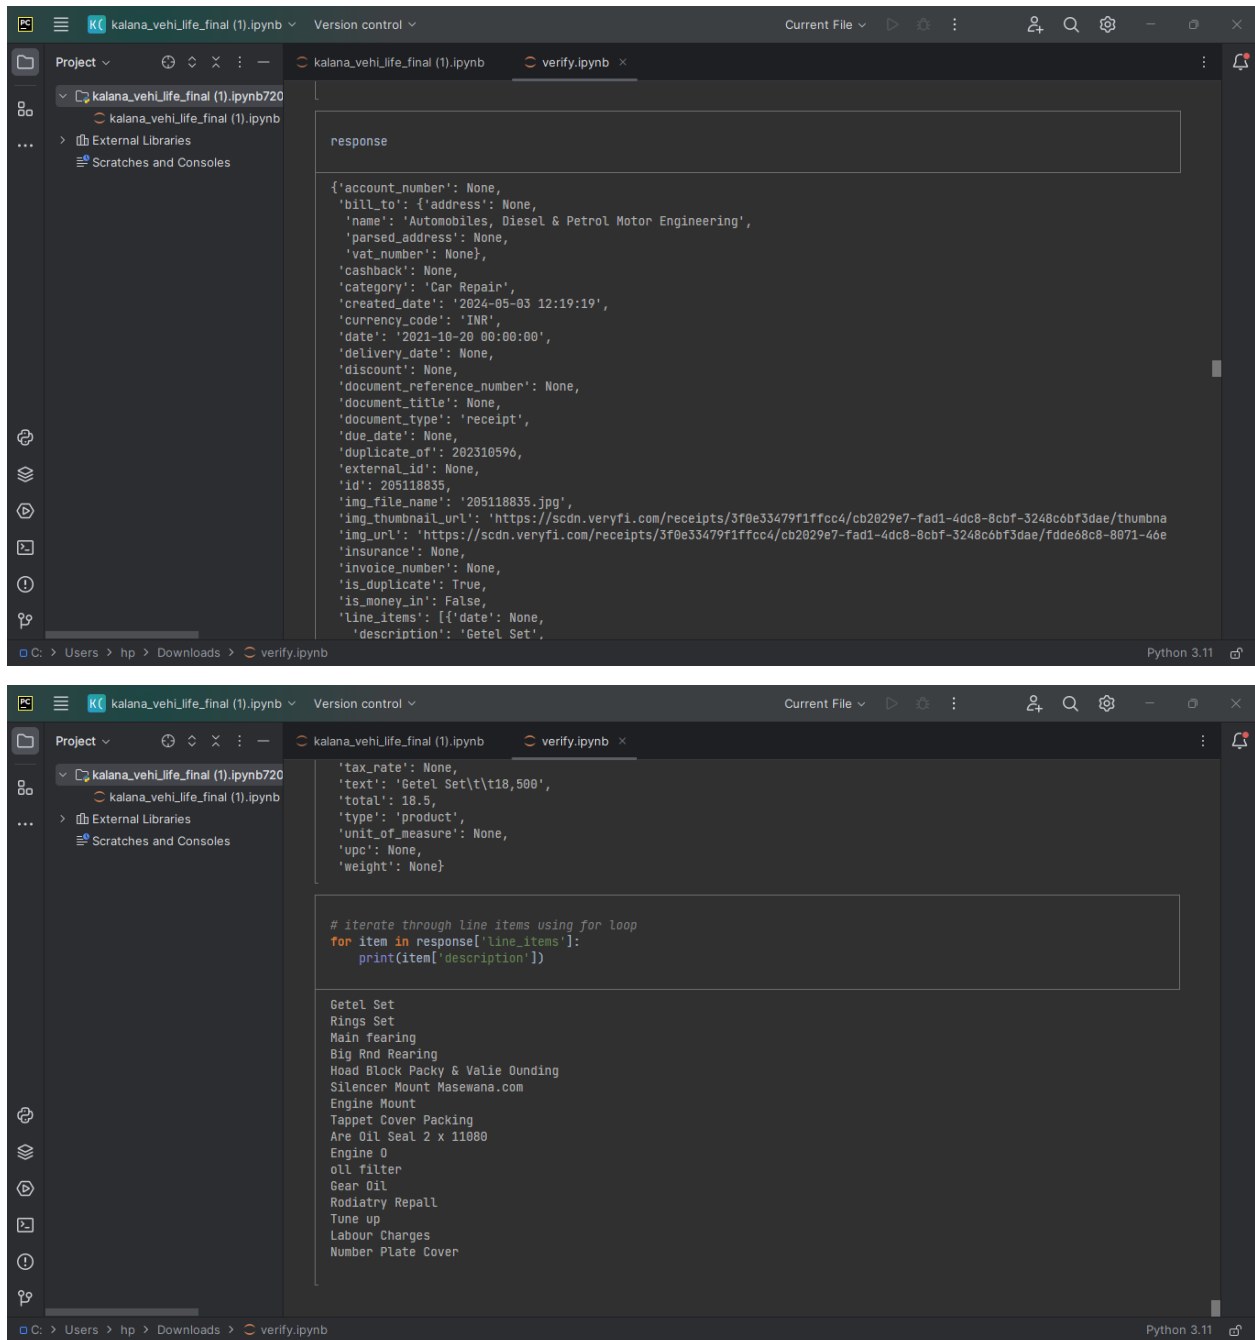 PC K( kalana_vehi_life_final (1).ipynb Version control Current File
Project kalana_vehi_life_final (1).ipynb verify.ipynb
kalana_vehi_life_final (1).ipynb720
kalana_vehi_life_final (1).ipynb
External Libraries
Scratches and Consoles
response
{'account_number': None,
'bill_to': {'address': None,
'name': 'Automobiles, Diesel & Petrol Motor Engineering',
'parsed_address': None,
'vat_number': None},
'cashback': None,
'category': 'Car Repair',
'created_date': '2024-05-03 12:19:19',
'currency_code': 'INR',
'date': '2021-10-20 00:00:00',
'delivery_date': None,
'discount': None,
'document_reference_number': None,
'document_title': None,
'document_type': 'receipt',
'due_date': None,
'duplicate_of': 202310596,
'external_id': None,
'id': 205118835,
'img_file_name': '205118835.jpg',
'img_thumbnail_url': 'https://scdn.veryfi.com/receipts/3f0e33479f1ffcc4/cb2029e7-fad1-4dc8-8cbf-3248c6bf3dae/thumbna
'img_url': 'https://scdn.veryfi.com/receipts/3f0e33479f1ffcc4/cb2029e7-fad1-4dc8-8cbf-3248c6bf3dae/fdde68c8-8071-46e
'insurance': None,
'invoice_number': None,
'is_duplicate': True,
'is_money_in': False,
'line_items': [{'date': None,
'description': 'Getel Set',
C: > Users > hp > Downloads > verify.ipynb Python 3.11
PC K( kalana_vehi_life_final (1).ipynb Version control Current File
Project kalana_vehi_life_final (1).ipynb verify.ipynb
kalana_vehi_life_final (1).ipynb720
kalana_vehi_life_final (1).ipynb
External Libraries
Scratches and Consoles
'tax_rate': None,
'text': 'Getel Set\t\t18,500',
'total': 18.5,
'type': 'product',
'unit_of_measure': None,
'upc': None,
'weight': None}
# iterate through line items using for loop
for item in response['line_items']:
print(item['description'])
Getel Set
Rings Set
Main fearing
Big Rnd Rearing
Hoad Block Packy & Valie Ounding
Silencer Mount Masewana.com
Engine Mount
Tappet Cover Packing
Are Oil Seal 2 x 11080
Engine O
oll filter
Gear Oil
Rodiatry Repall
Tune up
Labour Charges
Number Plate Cover
C: > Users > hp > Downloads > verify.ipynb Python 3.11